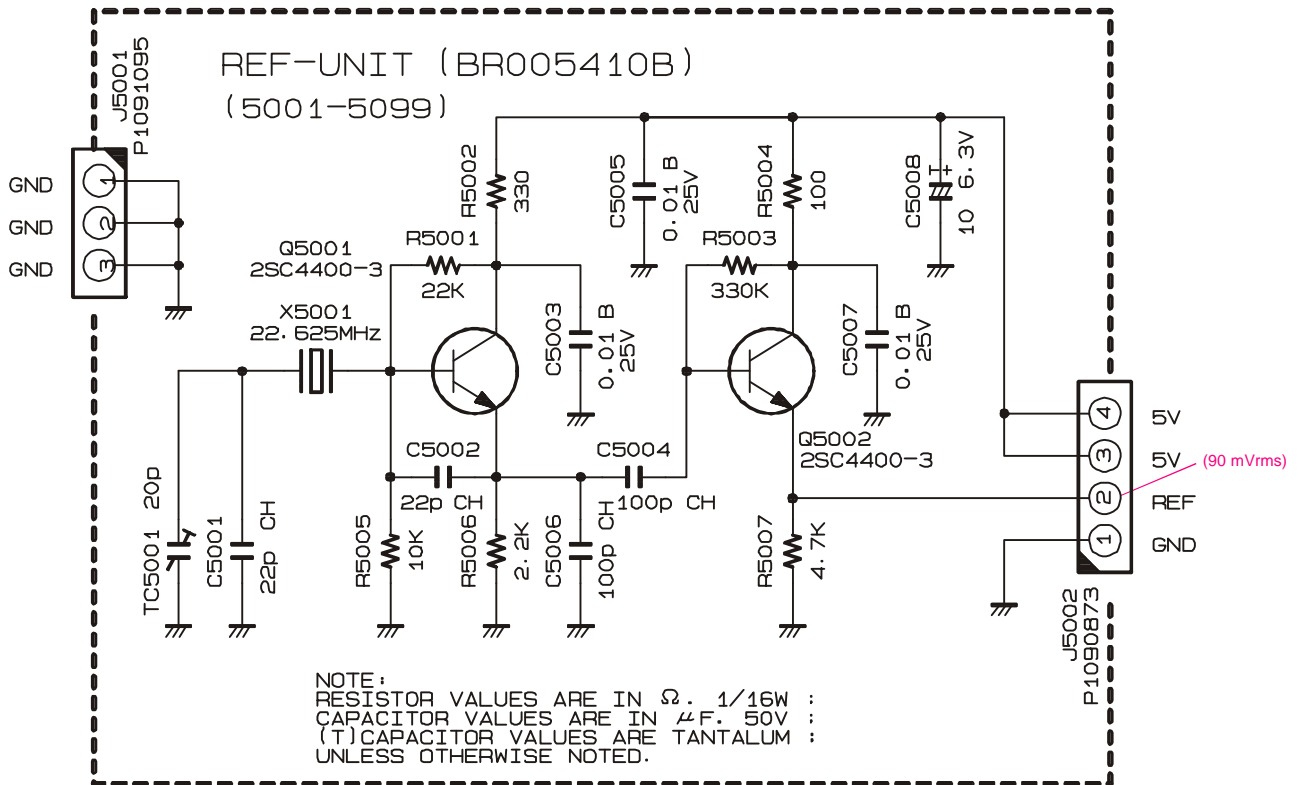 REF-UNIT (BR005410B)
(5001-5099)
J5001
P1091095
GND
GND
GND
1
2
3
R5002
330
C5005
0.01 B
25V
R5004
100
C5008
10 6.3V
+
Q5001
2SC4400-3
R5001
22K
R5003
330K
X5001
22.625MHz
C5003
0.01 B
25V
C5007
0.01 B
25V
Q5002
2SC4400-3
C5002
22p CH
C5004
100p CH
TC5001 20p
C5001
22p CH
R5005
10K
R5006
2.2K
C5006
100p CH
R5007
4.7K
4
3
2
1
5V
5V
REF
GND
(90 mVrms)
J5002
P1090873
NOTE:
RESISTOR VALUES ARE IN Ω. 1/16W ;
CAPACITOR VALUES ARE IN μF. 50V ;
(T)CAPACITOR VALUES ARE TANTALUM ;
UNLESS OTHERWISE NOTED.